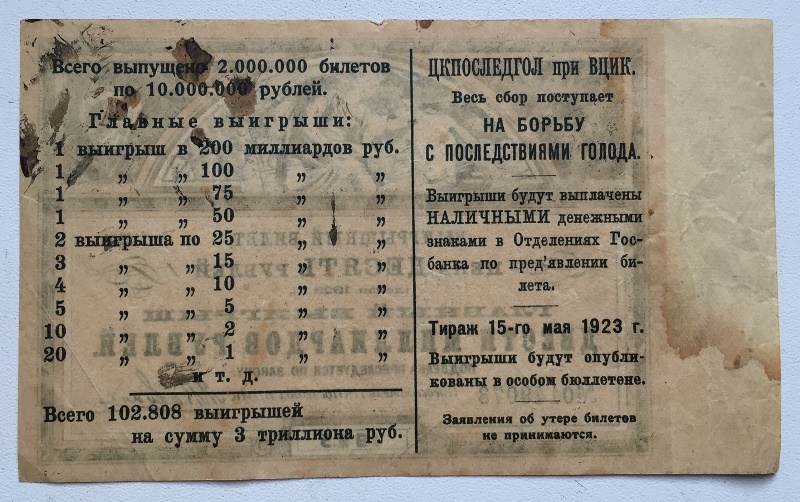 Всего выпущено 2.000.000 билетов
по 10.000.000 рублей.
Главные выигрыши:
1 выигрыш в 200 миллиардов руб.
1 „ „ 100 „ „
1 „ „ 75 „ „
1 „ „ 50 „ „
2 выигрыша по 25 „ „
3 „ „ 15 „ „
4 „ „ 10 „ „
5 „ „ 5 „ „
10 „ „ 2 „ „
20 „ „ 1 „ „
и т. д.
Всего 102.808 выигрышей
на сумму 3 триллиона руб.
ЦКПОСЛЕДГОЛ при ВЦИК.
Весь сбор поступает
НА БОРЬБУ
С ПОСЛЕДСТВИЯМИ ГОЛОДА.
Выигрыши будут выплачены
НАЛИЧНЫМИ денежными
знаками в Отделениях Гос-
банка по пред'явлении би-
лета.
Тираж 15-го мая 1923 г.
Выигрыши будут опубли-
кованы в особом бюллетене.
Заявления об утере билетов
не принимаются.